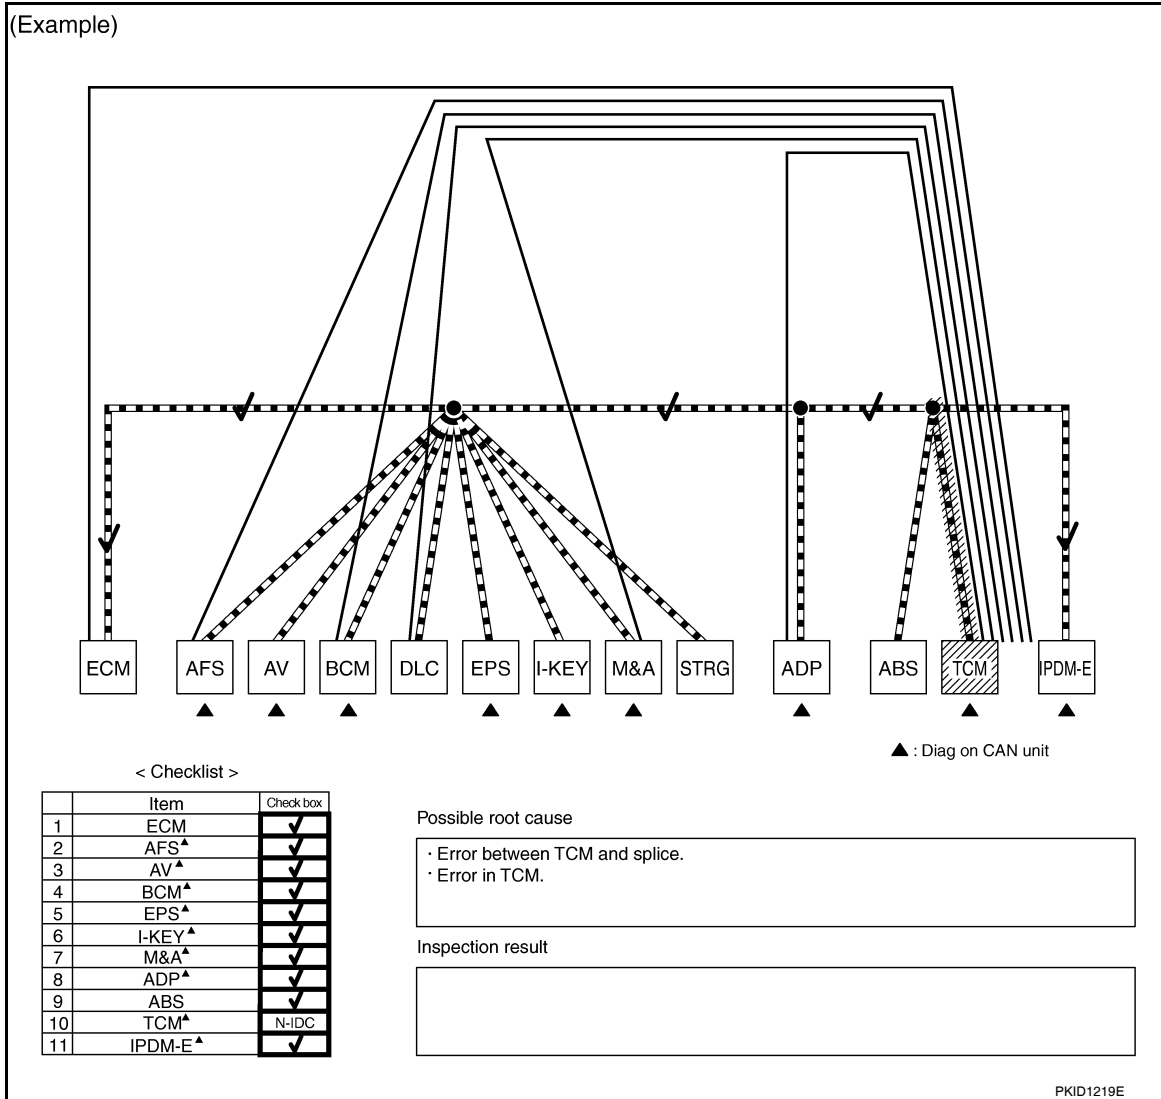 (Example)
ECM AFS AV BCM DLC EPS I-KEY M&A STRG ADP ABS TCM IPDM-E
▲ : Diag on CAN unit
< Checklist >
Item Check box
1 ECM ✓
2 AFS▲ ✓
3 AV▲ ✓
4 BCM▲ ✓
5 EPS▲ ✓
6 I-KEY▲ ✓
7 M&A▲ ✓
8 ADP▲ ✓
9 ABS ✓
10 TCM▲ N-IDC
11 IPDM-E▲ ✓
Possible root cause
· Error between TCM and splice.
· Error in TCM.
Inspection result
PKID1219E